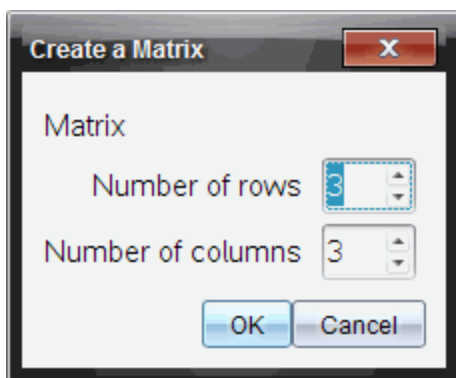 Create a Matrix
Matrix
Number of rows 3
Number of columns 3
OK Cancel